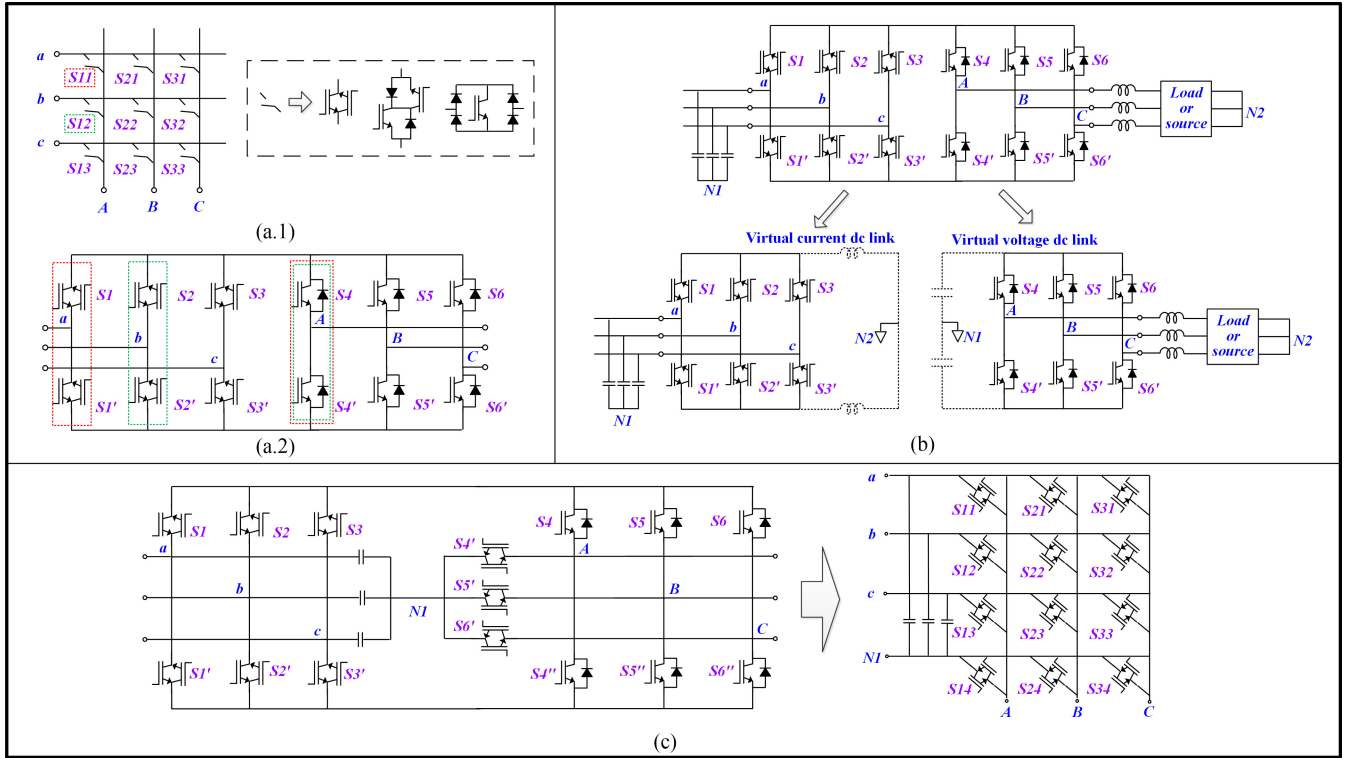 a
S11 S21 S31
b
S12 S22 S32
c
S13 S23 S33
A B C
(a.1)
S1 S2 S3 S4 S5 S6
a A
b B
c C
S1' S2' S3' S4' S5' S6'
(a.2)
S1 S2 S3 S4 S5 S6
a A
b B
c C
Load
or
source
N2
S1' S2' S3' S4' S5' S6'
N1
Virtual current dc link
S1 S2 S3
a
b
c
N2
S1' S2' S3'
N1
Virtual voltage dc link
S4 S5 S6
A
B
C
N1
Load
or
source
N2
S4' S5' S6'
(b)
S1 S2 S3 S4 S5 S6
a S4' A
b N1 S5' B
c S6' C
S1' S2' S3' S4'' S5'' S6''
a
S11 S21 S31
b
S12 S22 S32
c
S13 S23 S33
N1
S14 S24 S34
A B C
(c)